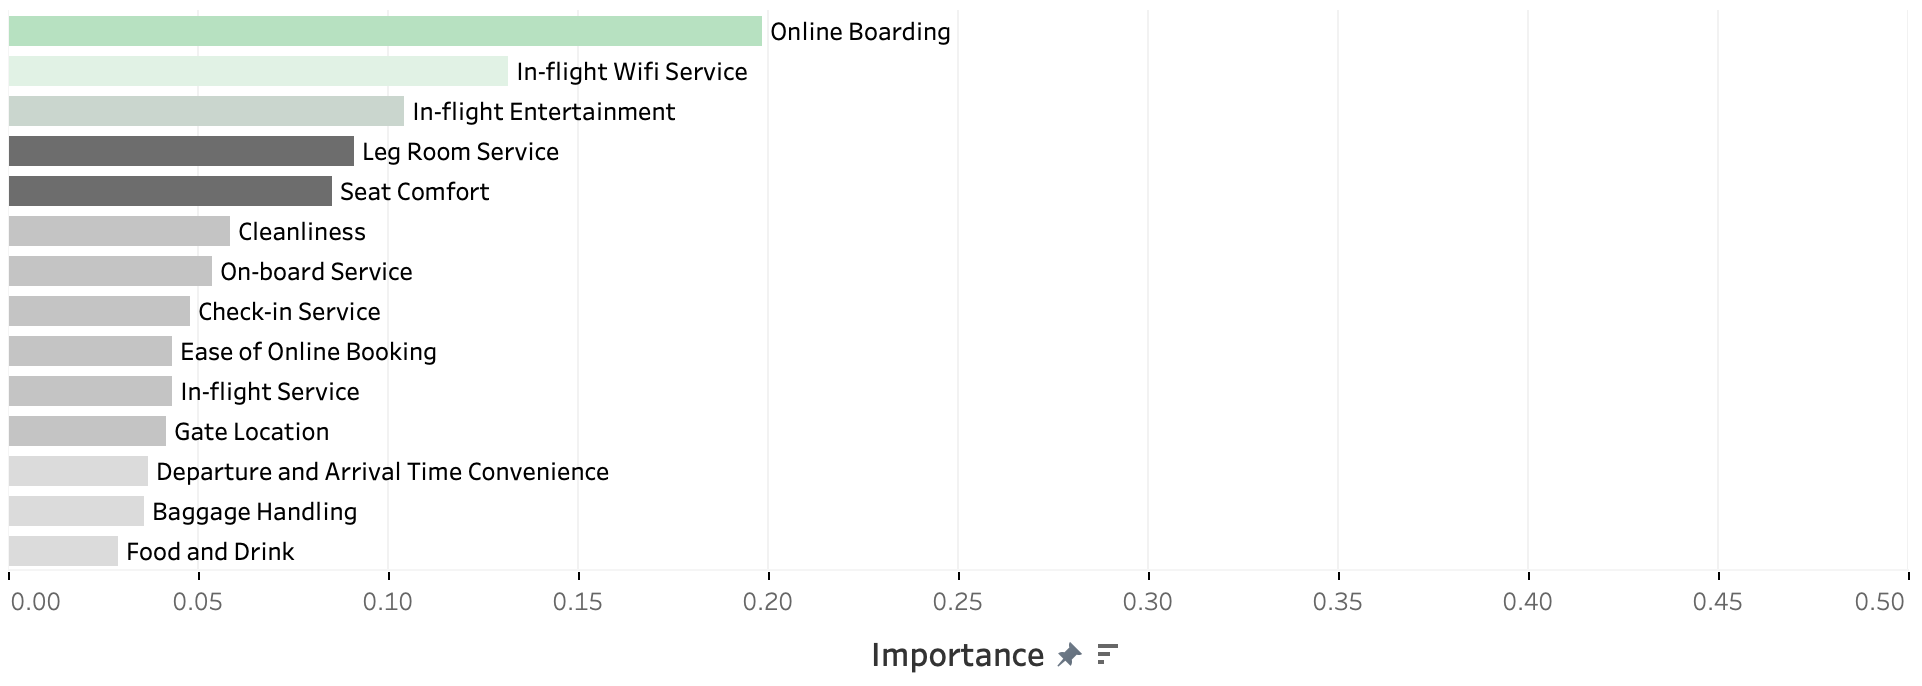 Online Boarding
In-flight Wifi Service
In-flight Entertainment
Leg Room Service
Seat Comfort
Cleanliness
On-board Service
Check-in Service
Ease of Online Booking
In-flight Service
Gate Location
Departure and Arrival Time Convenience
Baggage Handling
Food and Drink
0.00 0.05 0.10 0.15 0.20 0.25 0.30 0.35 0.40 0.45 0.50
Importance